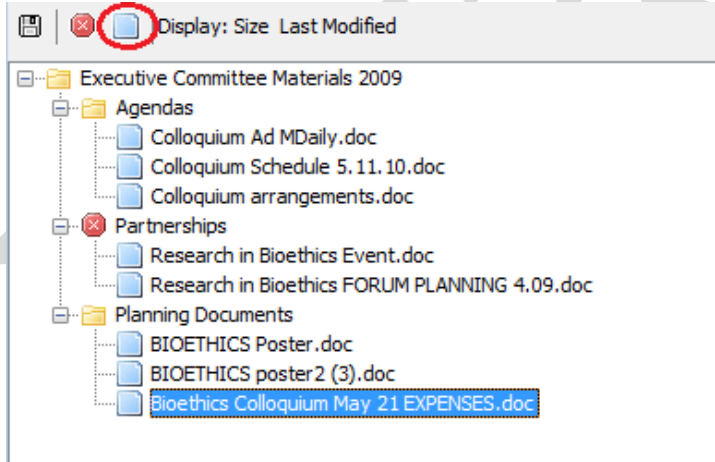 Display: Size Last Modified
Executive Committee Materials 2009
Agendas
Colloquium Ad MDaily.doc
Colloquium Schedule 5.11.10.doc
Colloquium arrangements.doc
Partnerships
Research in Bioethics Event.doc
Research in Bioethics FORUM PLANNING 4.09.doc
Planning Documents
BIOETHICS Poster.doc
BIOETHICS poster2 (3).doc
Bioethics Colloquium May 21 EXPENSES.doc